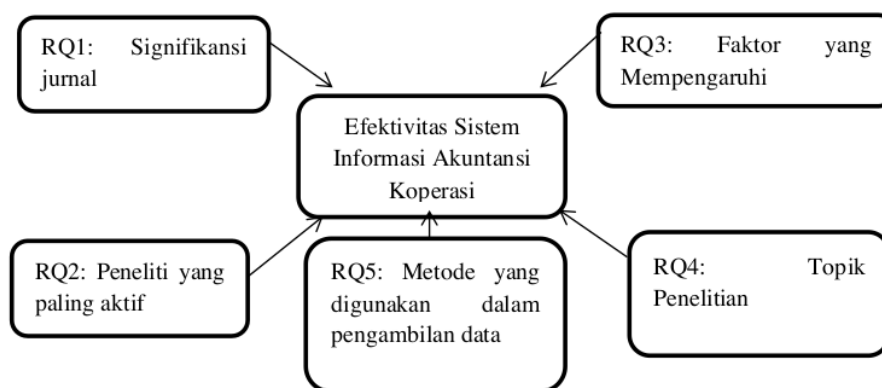 RQ1: Signifikansi
jurnal
RQ3: Faktor yang
Mempengaruhi
Efektivitas Sistem
Informasi Akuntansi
Koperasi
RQ2: Peneliti yang
paling aktif
RQ5: Metode yang
digunakan dalam
pengambilan data
RQ4: Topik
Penelitian